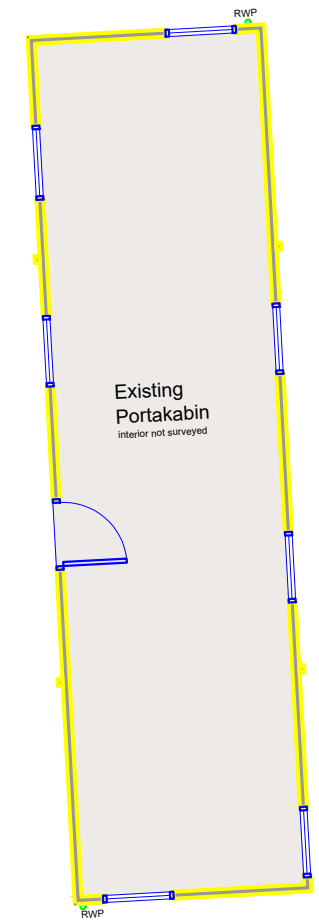 RWP
Existing
Portakabin
interior not surveyed
RWP